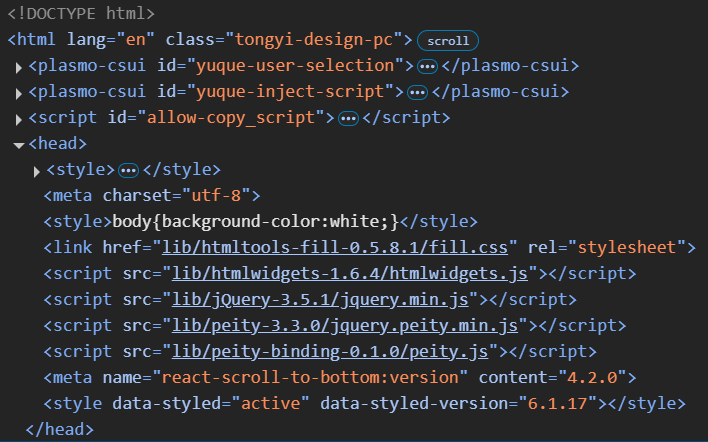 <!DOCTYPE html>
<html lang="en" class="tongyi-design-pc"> scroll
<plasmo-csui id="yuque-user-selection">…</plasmo-csui>
<plasmo-csui id="yuque-inject-script">…</plasmo-csui>
<script id="allow-copy_script">…</script>
<head>
<style>…</style>
<meta charset="utf-8">
<style>body{background-color:white;}</style>
<link href="lib/htmltools-fill-0.5.8.1/fill.css" rel="stylesheet">
<script src="lib/htmlwidgets-1.6.4/htmlwidgets.js"></script>
<script src="lib/jQuery-3.5.1/jquery.min.js"></script>
<script src="lib/peity-3.3.0/jquery.peity.min.js"></script>
<script src="lib/peity-binding-0.1.0/peity.js"></script>
<meta name="react-scroll-to-bottom:version" content="4.2.0">
<style data-styled="active" data-styled-version="6.1.17"></style>
</head>